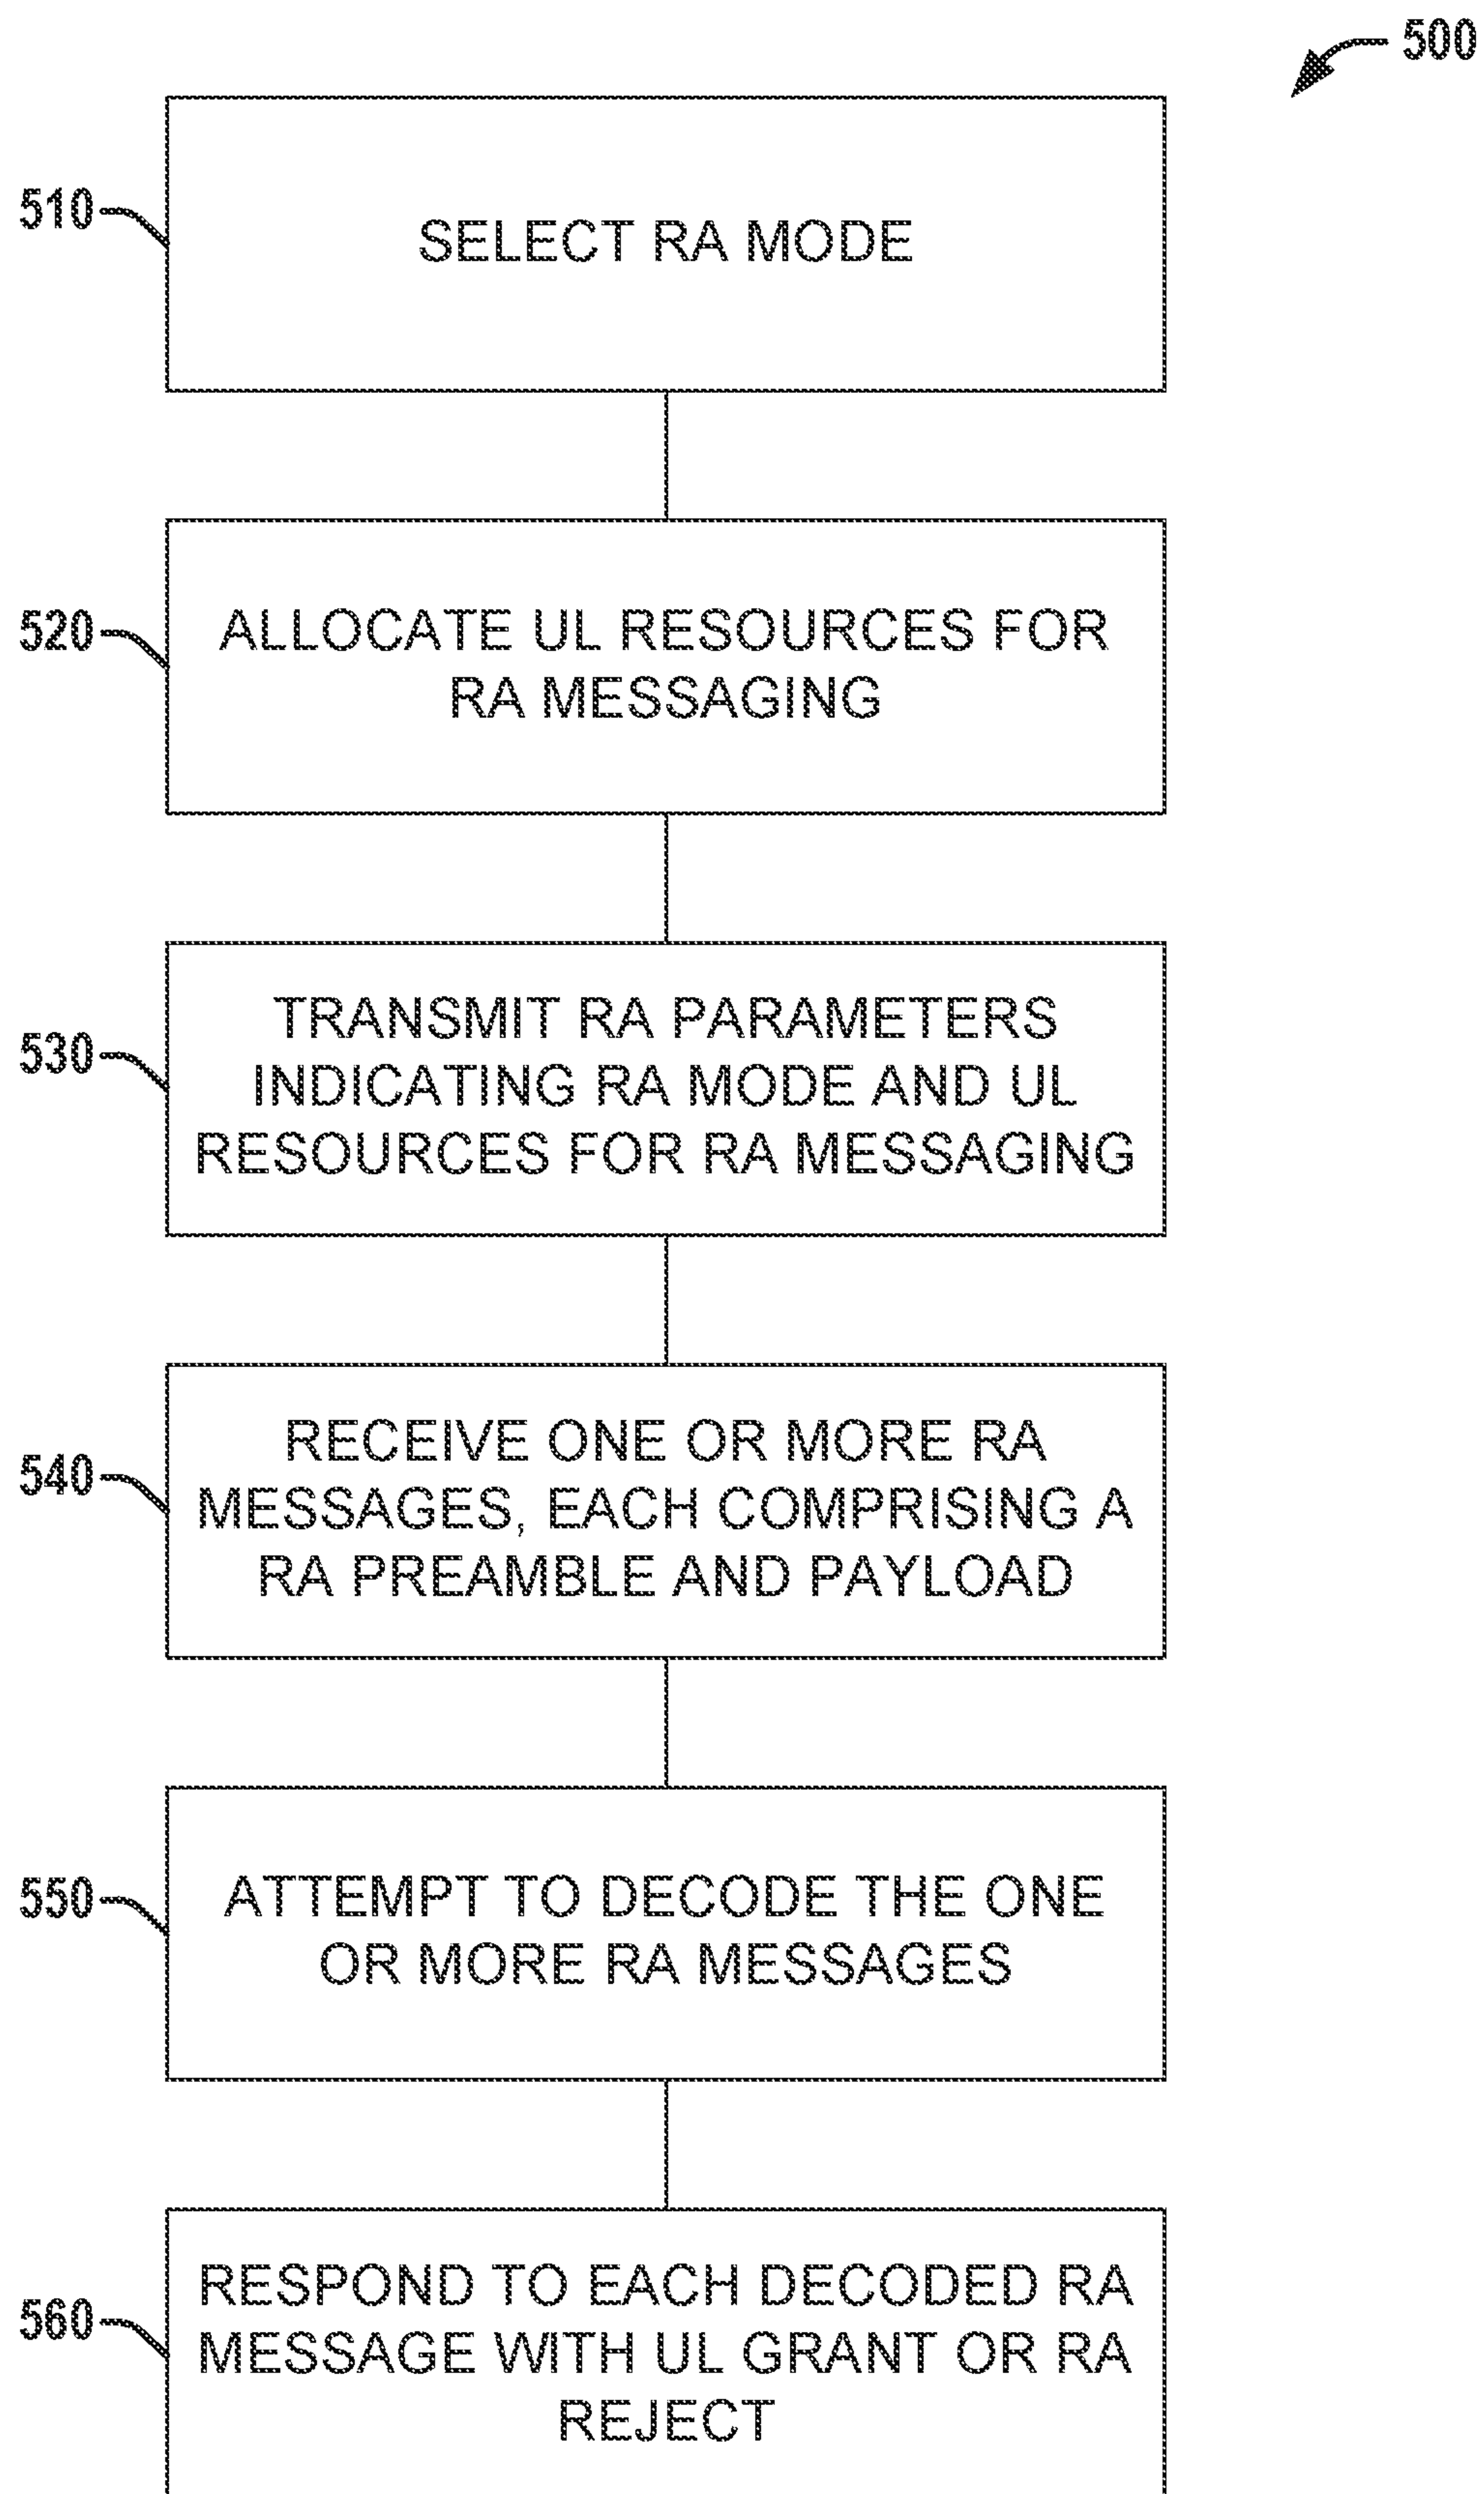 500
510
SELECT RA MODE
520
ALLOCATE UL RESOURCES FOR
RA MESSAGING
530
TRANSMIT RA PARAMETERS
INDICATING RA MODE AND UL
RESOURCES FOR RA MESSAGING
540
RECEIVE ONE OR MORE RA
MESSAGES, EACH COMPRISING A
RA PREAMBLE AND PAYLOAD
550
ATTEMPT TO DECODE THE ONE
OR MORE RA MESSAGES
560
RESPOND TO EACH DECODED RA
MESSAGE WITH UL GRANT OR RA
REJECT